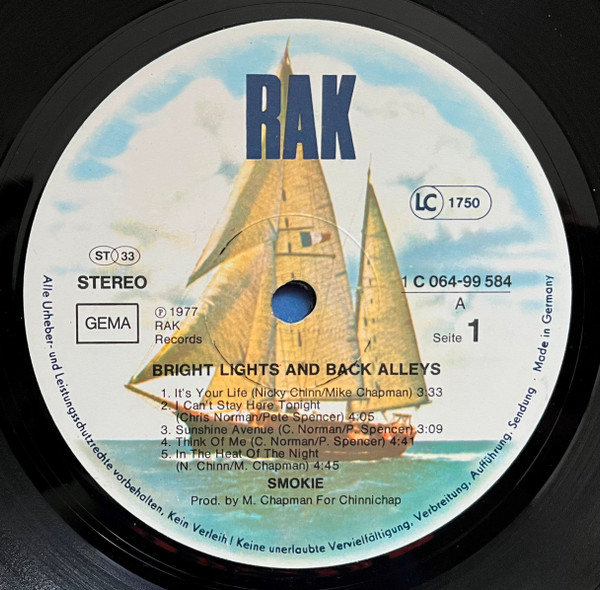 RAK
LC 1750
ST 33
STEREO
GEMA
℗ 1977
RAK
Records
1 C 064-99 584
A
Seite 1
BRIGHT LIGHTS AND BACK ALLEYS
1. It's Your Life (Nicky Chinn/Mike Chapman) 3:33
2. I Can't Stay Here Tonight
(Chris Norman/Pete Spencer) 4:05
3. Sunshine Avenue (C. Norman/P. Spencer) 3:09
4. Think Of Me (C. Norman/P. Spencer) 4:41
5. In The Heat Of The Night
(N. Chinn/M. Chapman) 4:45
SMOKIE
Prod. by M. Chapman For Chinnichap
Alle Urheber- und Leistungsschutzrechte vorbehalten, Kein Verleih! Keine unerlaubte Vervielfältigung, Verbreitung, Aufführung, Sendung · Made in Germany